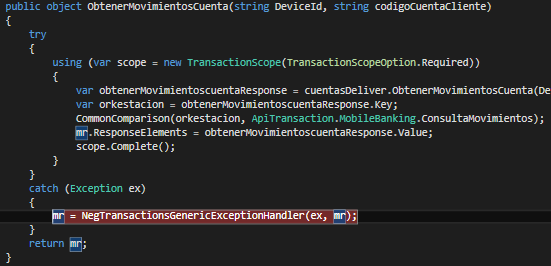 public object ObtenerMovimientosCuenta(string DeviceId, string codigoCuentaCliente)
{
try
{
using (var scope = new TransactionScope(TransactionScopeOption.Required))
{
var obtenerMovimientoscuentaResponse = cuentasDeliver.ObtenerMovimientosCuenta(De
var orkestacion = obtenerMovimientoscuentaResponse.Key;
CommonComparison(orkestacion, ApiTransaction.MobileBanking.ConsultaMovimientos);
mr.ResponseElements = obtenerMovimientoscuentaResponse.Value;
scope.Complete();
}
}
catch (Exception ex)
{
mr = NegTransactionsGenericExceptionHandler(ex, mr);
}
return mr;
}